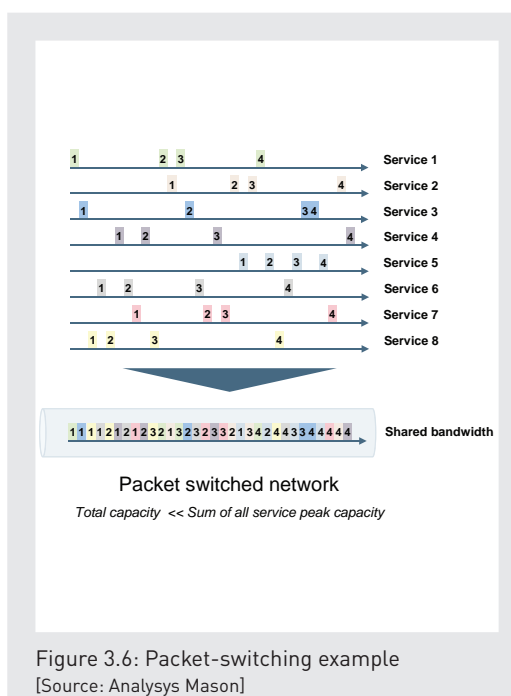 1 2 3 4 Service 1
1 2 3 4 Service 2
1 2 3 4 Service 3
1 2 3 4 Service 4
1 2 3 4 Service 5
1 2 3 4 Service 6
1 2 3 4 Service 7
1 2 3 4 Service 8
1 1 1 1 2 1 2 1 2 3 2 1 3 2 3 2 3 3 2 1 3 4 2 4 4 3 3 4 4 4 4 4 Shared bandwidth
Packet switched network
Total capacity << Sum of all service peak capacity
Figure 3.6: Packet-switching example
[Source: Analysys Mason]